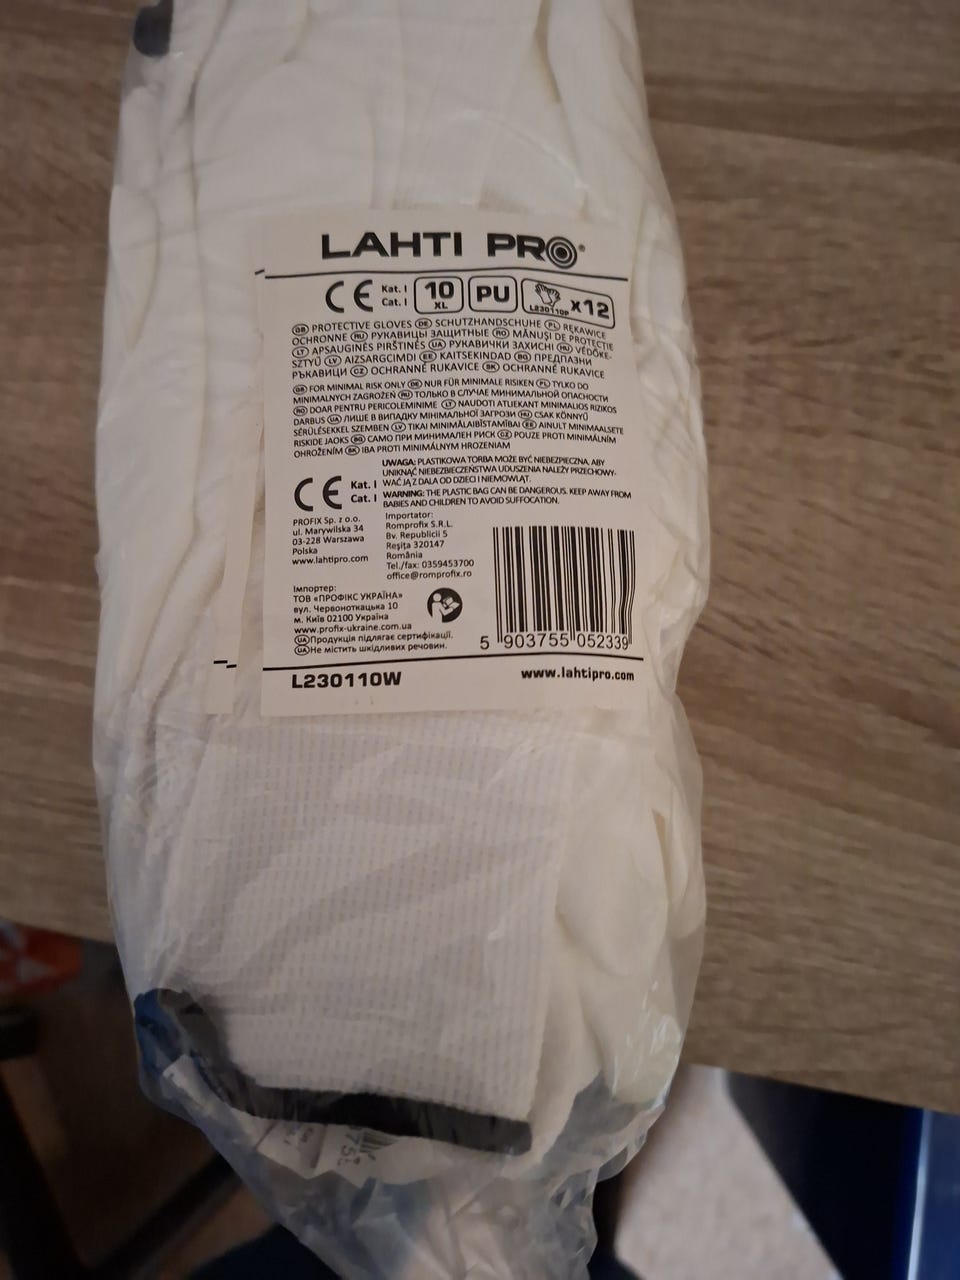 LAHTI PRO®
CE Kat. I
Cat. I
10
XL
PU
L230110P x12
GB PROTECTIVE GLOVES DE SCHUTZHANDSCHUHE PL RĘKAWICE
OCHRONNE RU РУКАВИЦЫ ЗАЩИТНЫЕ RO MĂNUŞI DE PROTECȚIE
LT APSAUGINĖS PIRŠTINĖS UA РУКАВИЧКИ ЗАХИСНІ HU VÉDŐKE-
SZTYŰ LV AIZSARGCIMDI EE KAITSEKINDAD BG ПРЕДПАЗНИ
РЪКАВИЦИ CZ OCHRANNÉ RUKAVICE SK OCHRANNÉ RUKAVICE
GB FOR MINIMAL RISK ONLY DE NUR FÜR MINIMALE RISIKEN PL TYLKO DO
MINIMALNYCH ZAGROŻEŃ RU ТОЛЬКО В СЛУЧАЕ МИНИМАЛЬНОЙ ОПАСНОСТИ
RO DOAR PENTRU PERICOLE MINIME LT NAUDOTI ATLIEKANT MINIMALIOS RIZIKOS
DARBUS UA ЛИШЕ В ВИПАДКУ МІНІМАЛЬНОЇ ЗАГРОЗИ HU CSAK KÖNNYŰ
SÉRÜLÉSEKKEL SZEMBEN LV TIKAI MINIMĀLAI BĪSTAMĪBAI EE AINULT MINIMAALSETE
RISKIDE JAOKS BG САМО ПРИ МИНИМАЛЕН РИСК CZ POUZE PROTI MINIMÁLNÍM
OHROŽENÍM SK IBA PROTI MINIMÁLNYM HROZENIAM
UWAGA: PLASTIKOWA TORBA MOŻE BYĆ NIEBEZPIECZNA. ABY
UNIKNĄĆ NIEBEZPIECZEŃSTWA UDUSZENIA NALEŻY PRZECHOWY-
WAĆ JĄ Z DALA OD DZIECI I NIEMOWLĄT.
CE Kat. I
Cat. I
WARNING: THE PLASTIC BAG CAN BE DANGEROUS. KEEP AWAY FROM
BABIES AND CHILDREN TO AVOID SUFFOCATION.
PROFIX Sp. z o.o.
ul. Marywilska 34
03-228 Warszawa
Polska
www.lahtipro.com
Importator:
Romprofix S.R.L.
Bv. Republicii 5
Reşița 320147
România
Tel./fax: 0359453700
office@romprofix.ro
Імпортер:
ТОВ «ПРОФІКС УКРАЇНА»
вул. Червоноткацька 10
м. Київ 02100 Україна
www.profix-ukraine.com.ua
UA Продукція підлягає сертифікації.
UA Не містить шкідливих речовин.
5 903755 052339
L230110W
www.lahtipro.com